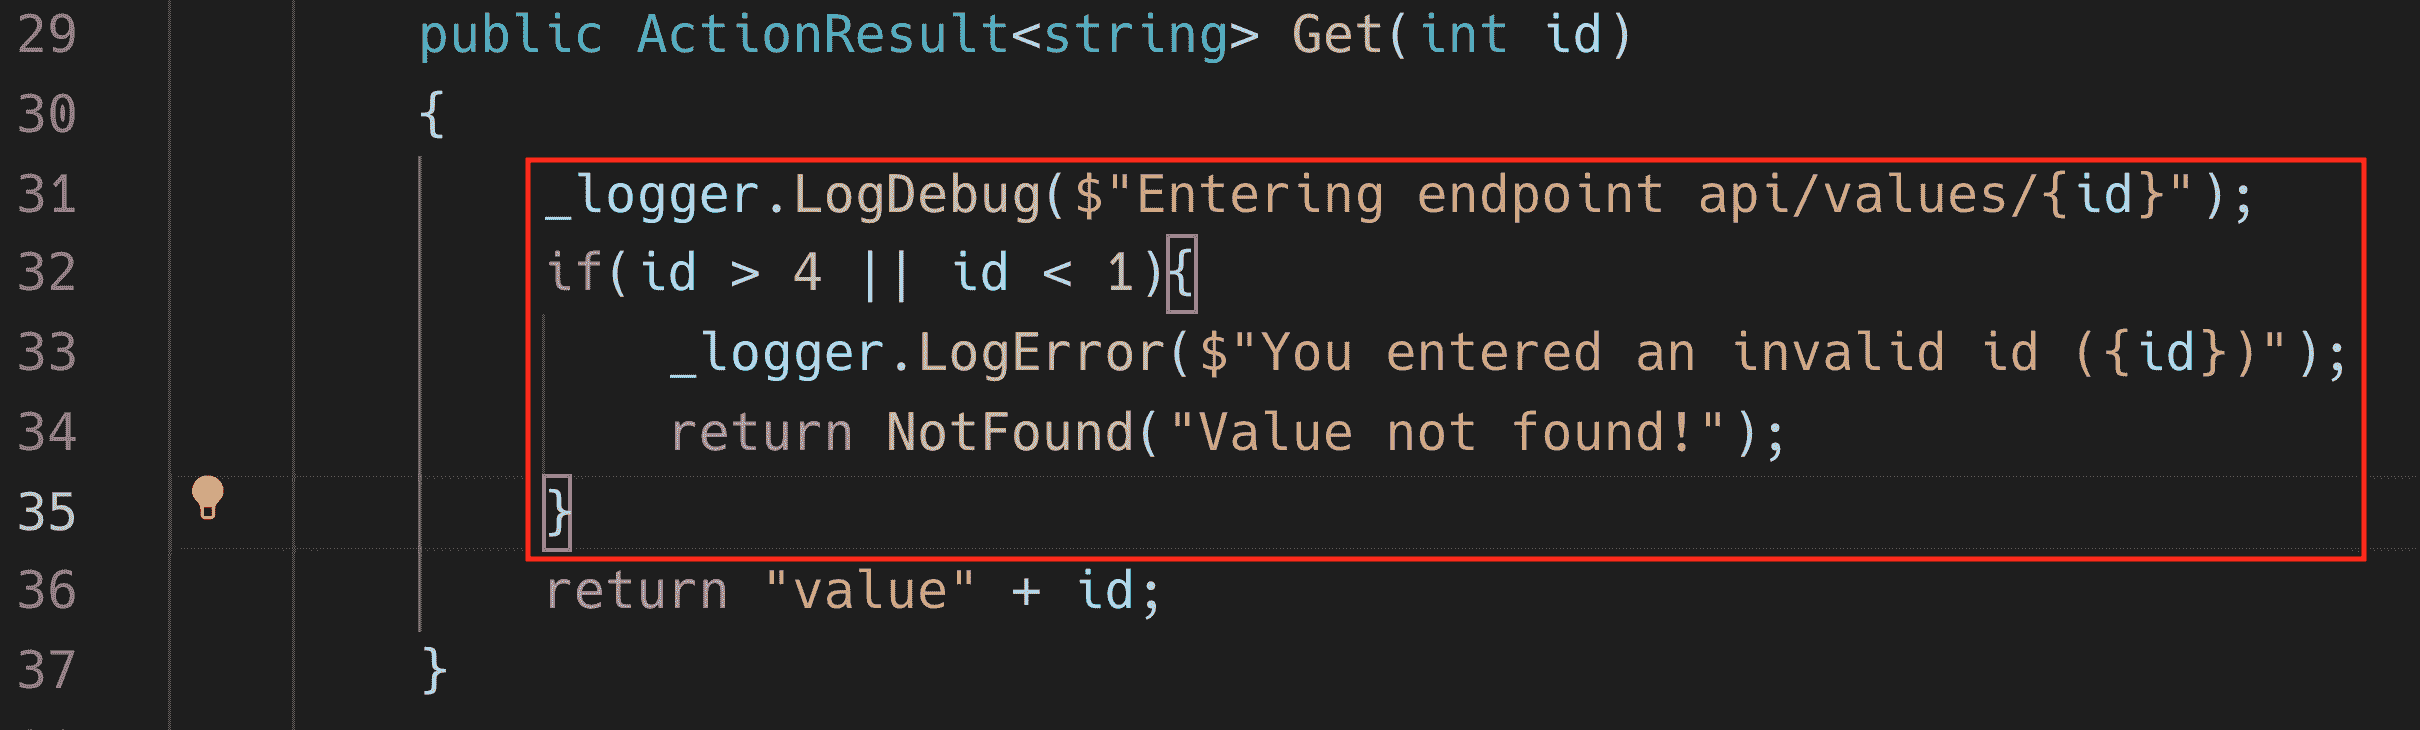 29 public ActionResult<string> Get(int id)
30 {
31 _logger.LogDebug($"Entering endpoint api/values/{id}");
32 if(id > 4 || id < 1){
33 _logger.LogError($"You entered an invalid id ({id})");
34 return NotFound("Value not found!");
35 }
36 return "value" + id;
37 }